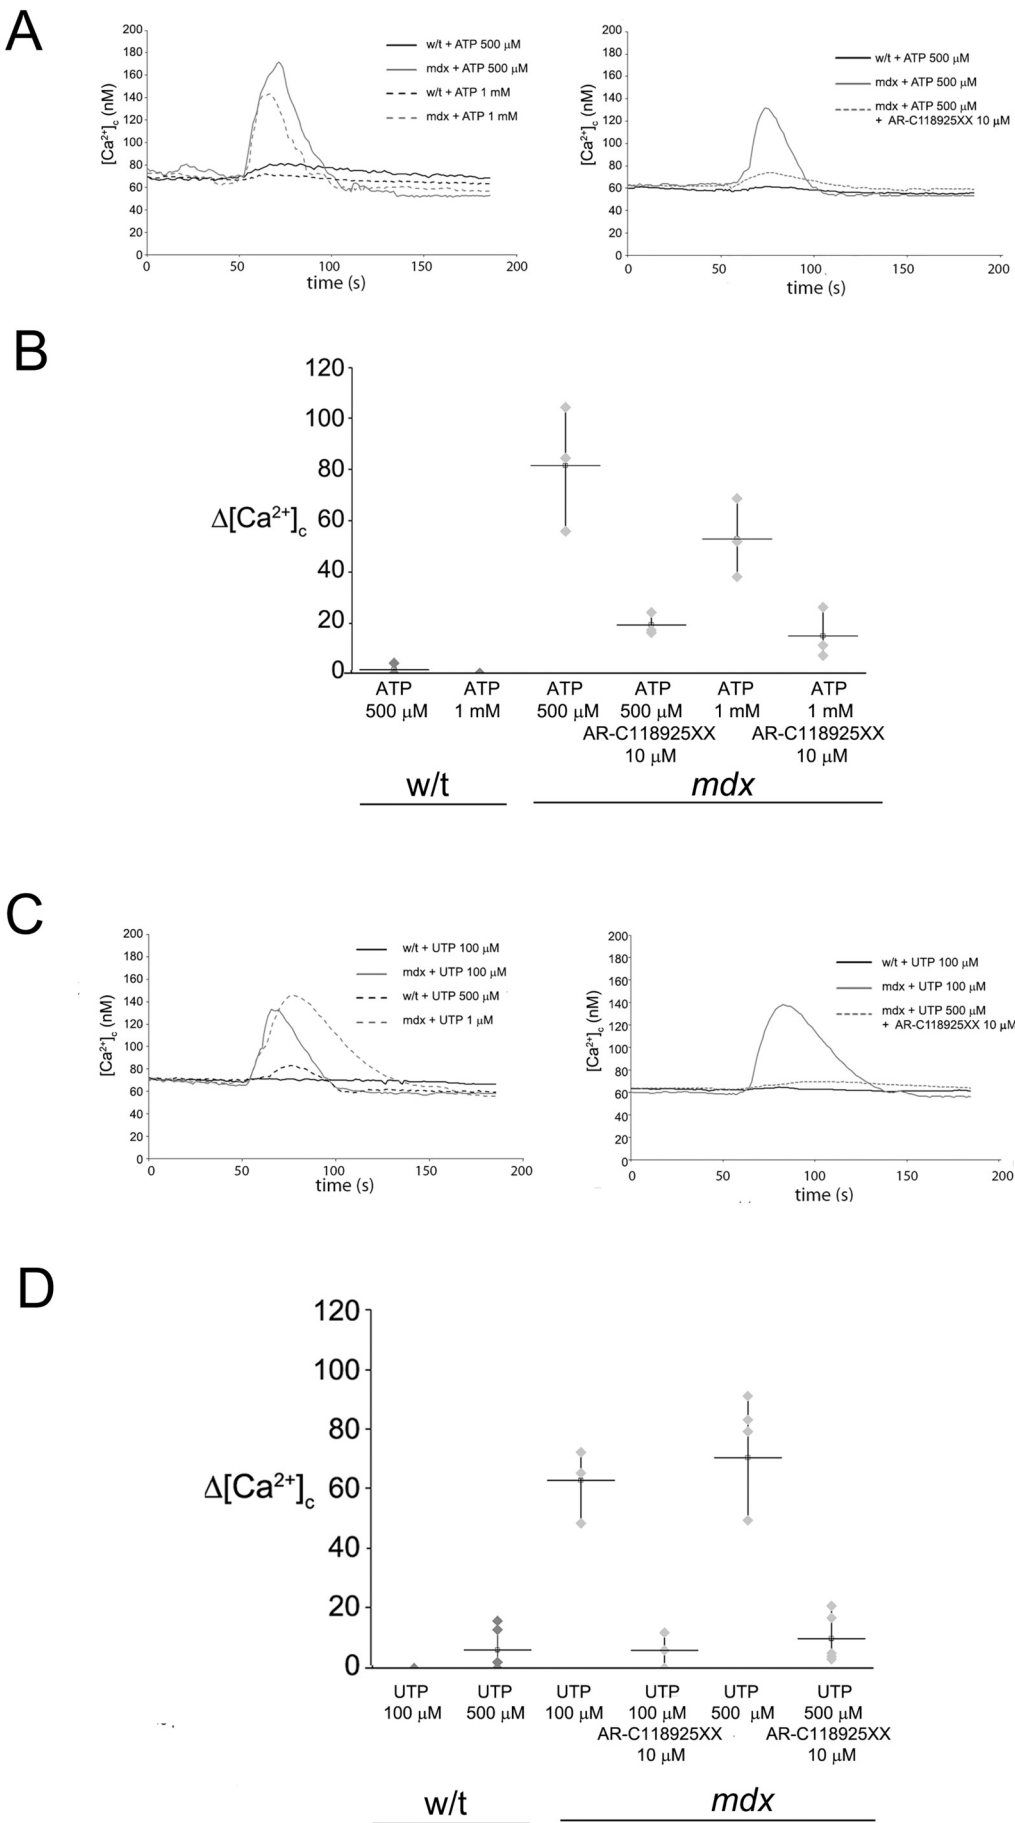 A
200
180
160
140
120
100
80
60
40
20
0
[Ca²⁺]c (nM)
0 50 100 150 200
time (s)
w/t + ATP 500 µM
mdx + ATP 500 µM
w/t + ATP 1 mM
mdx + ATP 1 mM
200
180
160
140
120
100
80
60
40
20
0
[Ca²⁺]c (nM)
0 50 100 150 200
time (s)
w/t + ATP 500 µM
mdx + ATP 500 µM
mdx + ATP 500 µM
+ AR-C118925XX 10 µM
B
120
100
80
60
40
20
0
Δ[Ca²⁺]c
ATP ATP ATP ATP ATP ATP
500 µM 1 mM 500 µM 500 µM 1 mM 1 mM
AR-C118925XX AR-C118925XX
10 µM 10 µM
w/t mdx
C
200
180
160
140
120
100
80
60
40
20
0
[Ca²⁺]c (nM)
0 50 100 150 200
time (s)
w/t + UTP 100 µM
mdx + UTP 100 µM
w/t + UTP 500 µM
mdx + UTP 1 µM
200
180
160
140
120
100
80
60
40
20
0
[Ca²⁺]c (nM)
0 50 100 150 200
time (s)
w/t + UTP 100 µM
mdx + UTP 100 µM
mdx + UTP 500 µM
+ AR-C118925XX 10 µM
D
120
100
80
60
40
20
0
Δ[Ca²⁺]c
UTP UTP UTP UTP UTP UTP
100 µM 500 µM 100 µM 100 µM 500 µM 500 µM
AR-C118925XX AR-C118925XX
10 µM 10 µM
w/t mdx